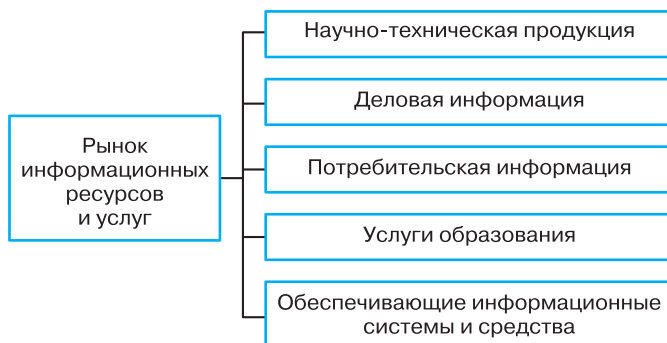 Научно-техническая продукция
Деловая информация
Рынок
информационных
ресурсов
и услуг
Потребительская информация
Услуги образования
Обеспечивающие информационные
системы и средства